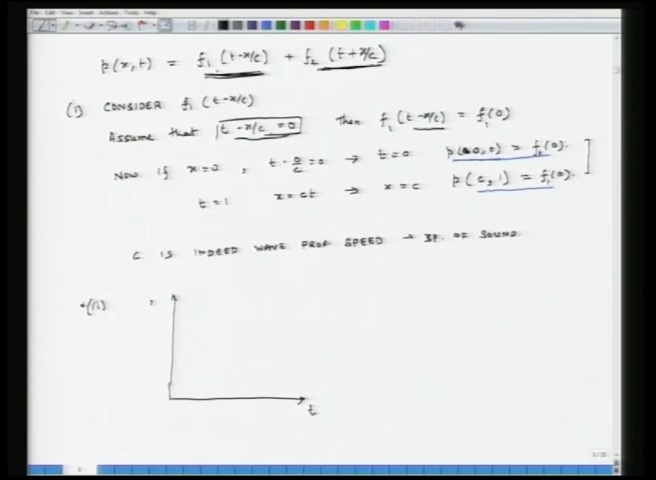 p(x,t) = f₁ (t-x/c) + f₂ (t+x/c)
(i) CONSIDER f₁ (t-x/c)
Assume that t-x/c =0 Then f₁ (t-x/c) = f₁(0)
Now if x=0, t-0/c=0 → t=0 p(0,0) = f₁(0).
t=1 x=ct → x=c p(c,1) = f₁(0).
C IS INDEED WAVE PROP SPEED → SP. OF SOUND
(ii)
t